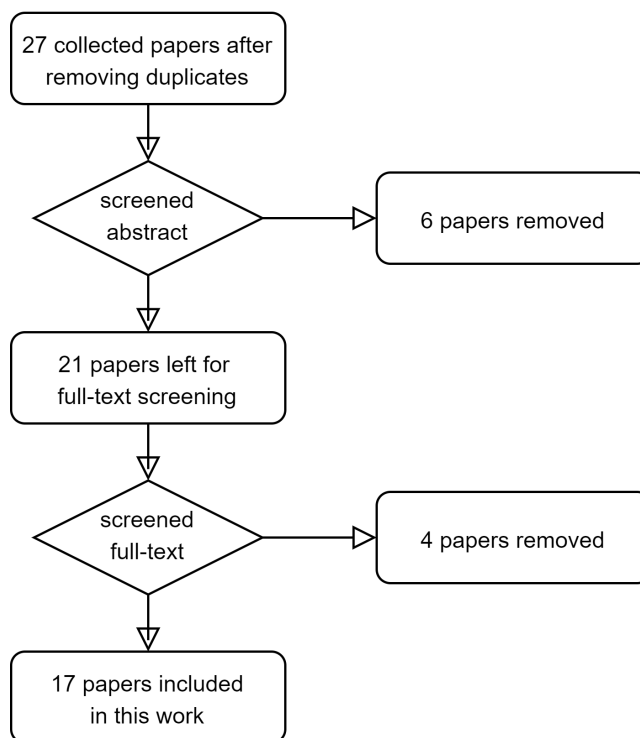 27 collected papers after
removing duplicates
screened
abstract
6 papers removed
21 papers left for
full-text screening
screened
full-text
4 papers removed
17 papers included
in this work